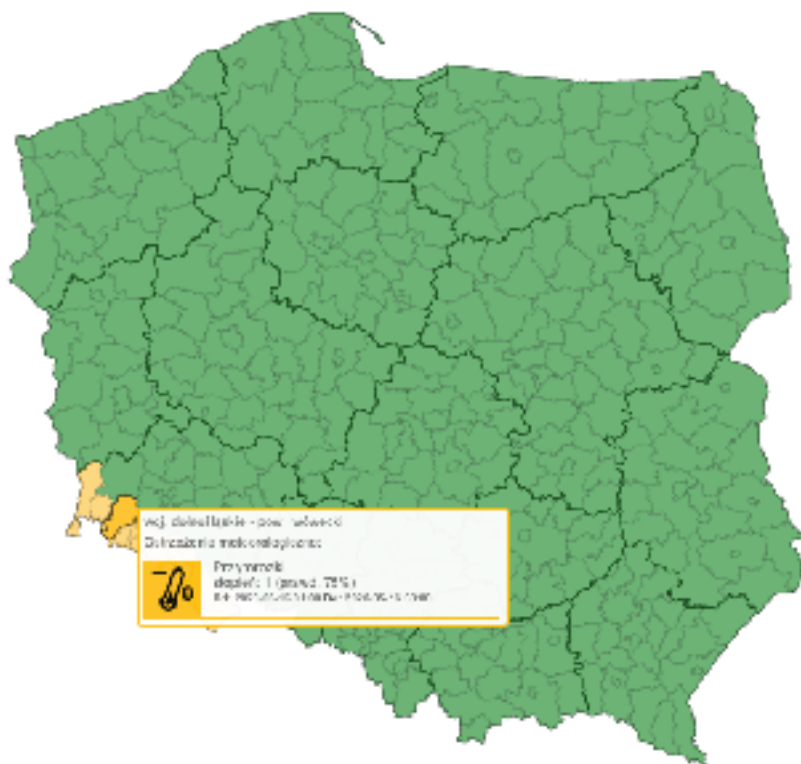 woj. dolnośląskie - pow. lwówecki
Ostrzeżenia meteorologiczne
Przymrozki
stopień: 1 (prawd. 75%)